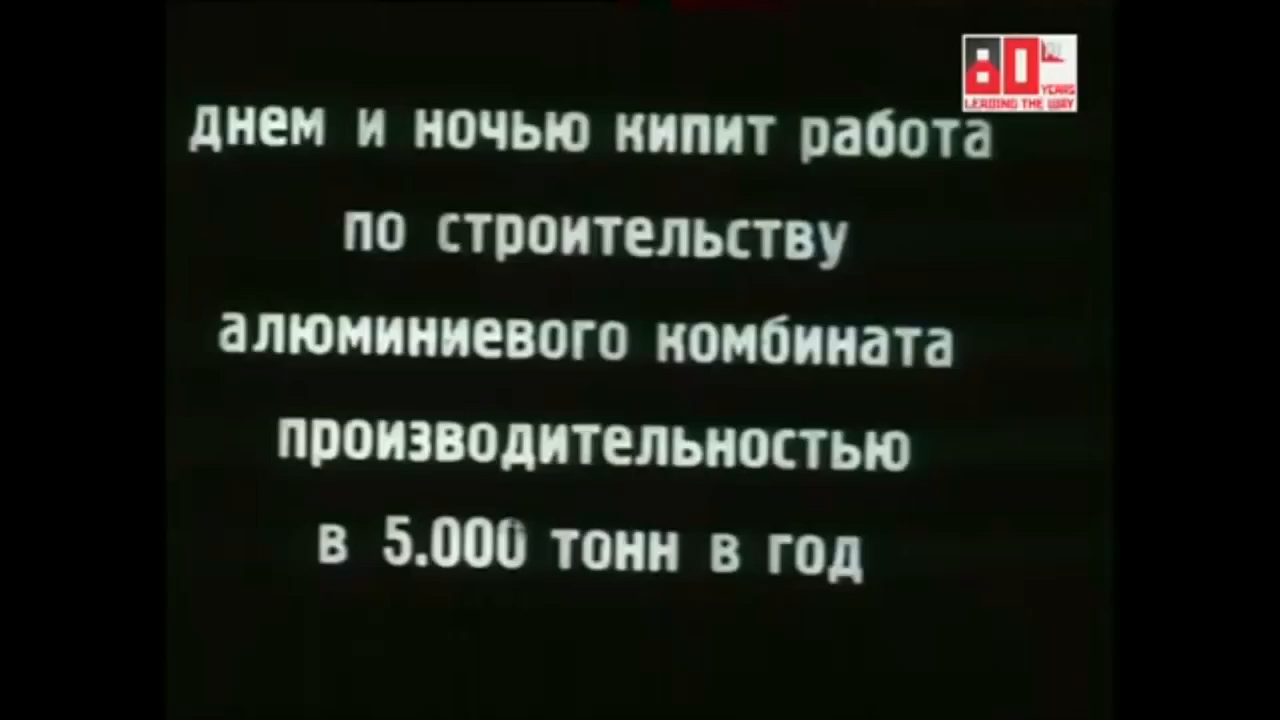 80
YEARS
LEADING THE WAY
днем и ночью кипит работа
по строительству
алюминиевого комбината
производительностью
в 5.000 тонн в год